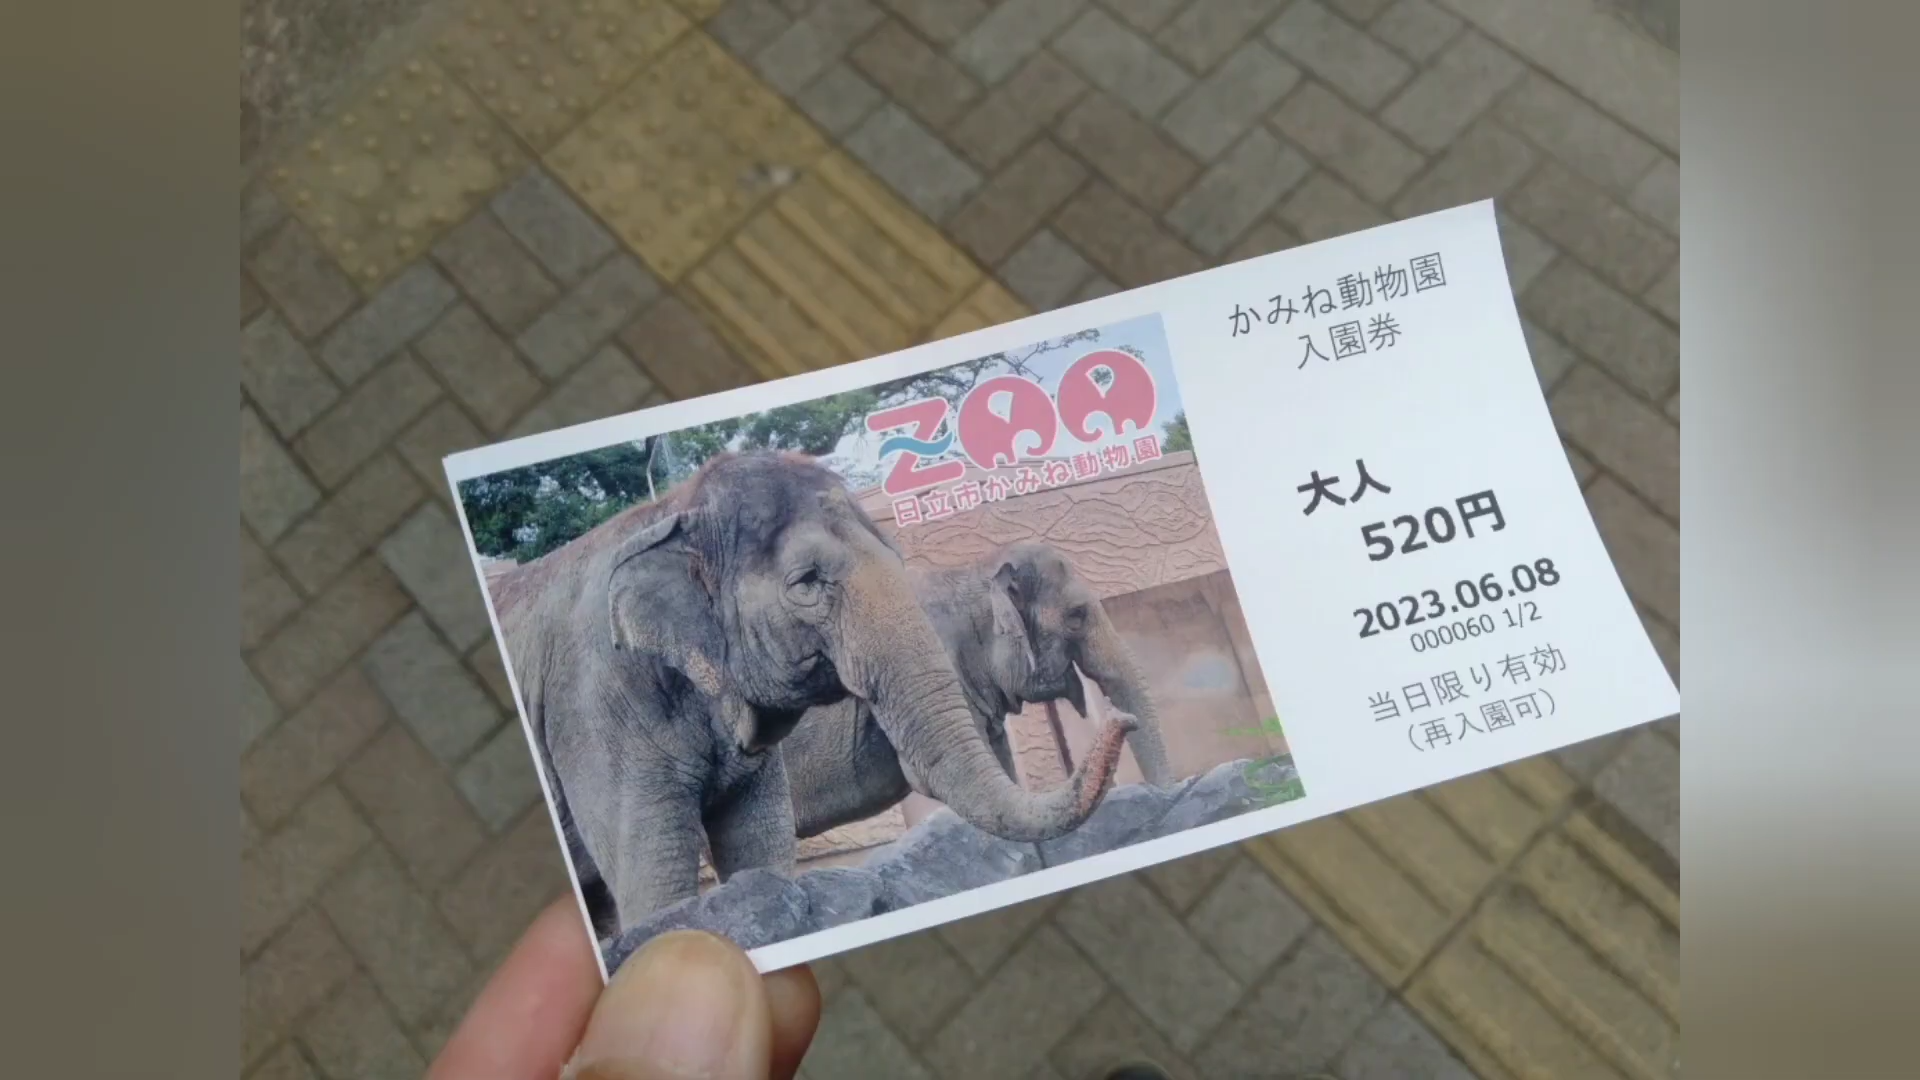 ZOO
日立市かみね動物園
かみね動物園
入園券
大人
520円
2023.06.08
000060 1/2
当日限り有効
（再入園可）